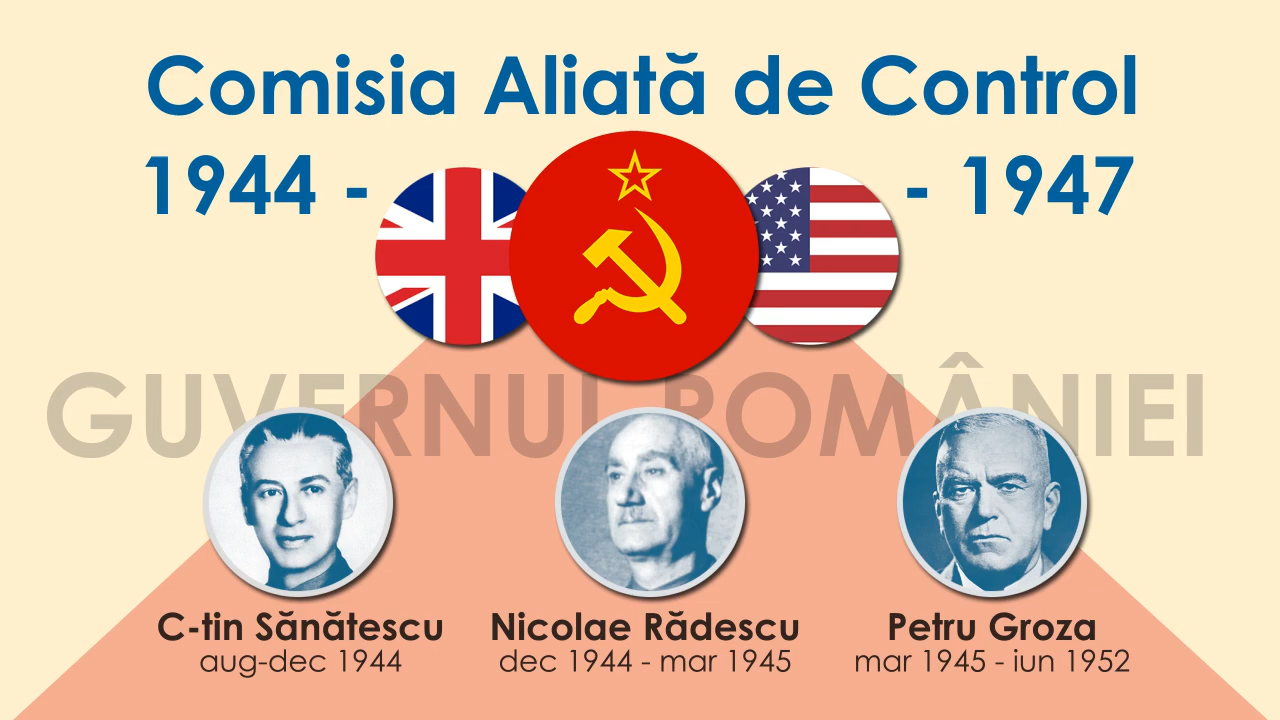 Comisia Aliată de Control
1944 - - 1947
GUVERNUL ROMÂNIEI
C-tin Sănătescu
aug-dec 1944
Nicolae Rădescu
dec 1944 - mar 1945
Petru Groza
mar 1945 - iun 1952